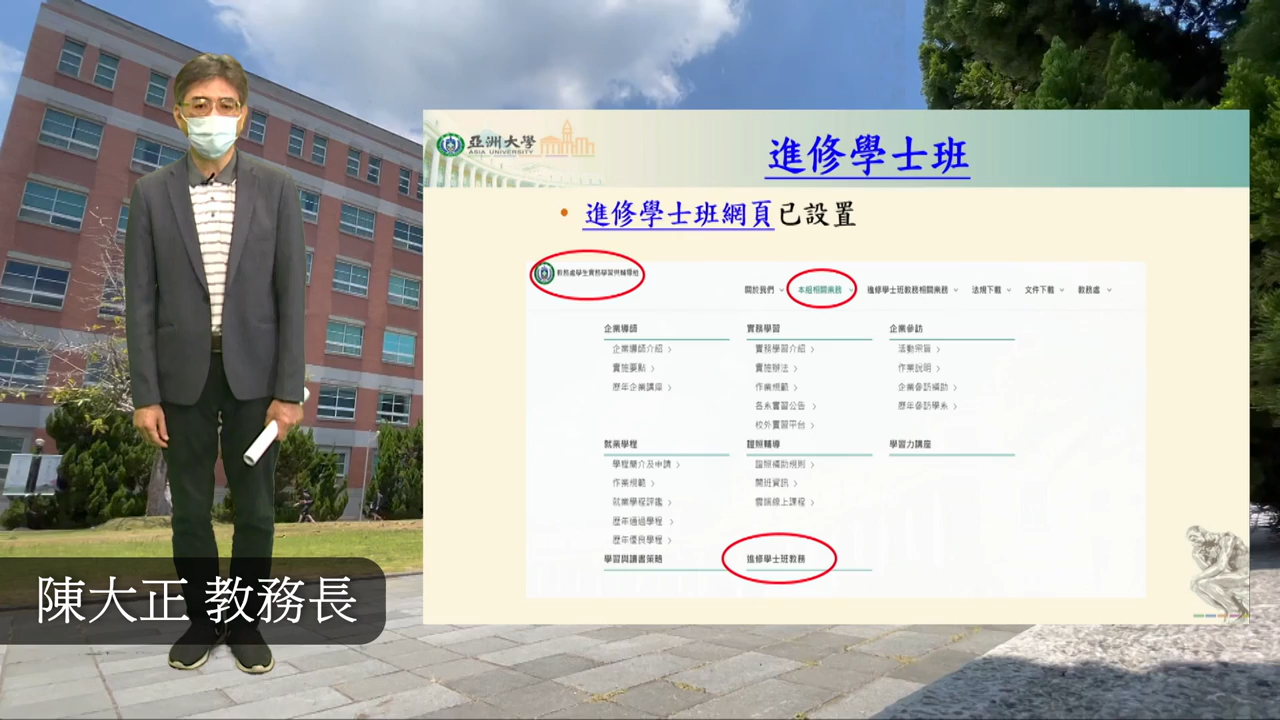 亞洲大學
ASIA UNIVERSITY
進修學士班
• 進修學士班網頁已設置
教務處學生實務學習與輔導組
關於我們 本組相關業務 進修學士班教務相關業務 法規下載 文件下載 教務處
企業導師 實務學習 企業參訪
企業導師介紹 實務學習介紹 活動宗旨
實施要點 實施辦法 作業說明
歷年企業講座 作業規範 企業參訪補助
各系實習公告 歷年參訪學系
校外實習平台
就業學程 證照輔導 學習力講座
學程簡介及申請 證照補助規則
作業規範 開班資訊
就業學程評鑑 雲端線上課程
歷年通過學程
歷年優良學程
學習與讀書策略 進修學士班教務
陳大正 教務長